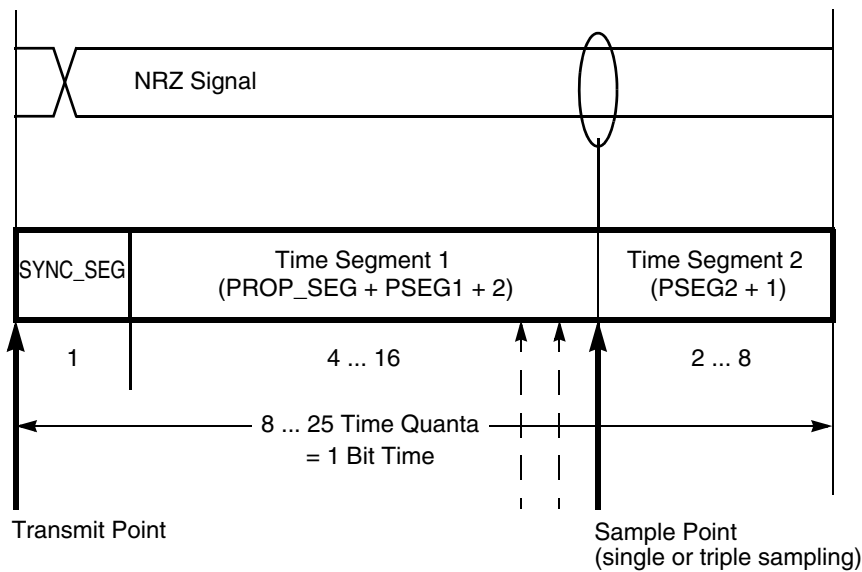 NRZ Signal
SYNC_SEG
Time Segment 1
(PROP_SEG + PSEG1 + 2)
Time Segment 2
(PSEG2 + 1)
1
4 ... 16
2 ... 8
8 ... 25 Time Quanta
= 1 Bit Time
Transmit Point
Sample Point
(single or triple sampling)